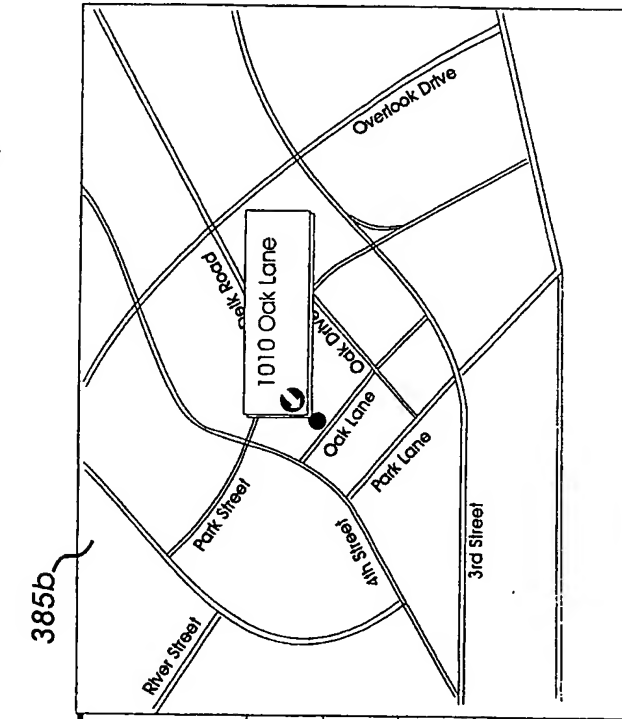 385b
River Street
Park Street
4th Street
3rd Street
Park Lane
Oak Lane
1010 Oak Lane
Oak Drive
Road
Overlook Drive